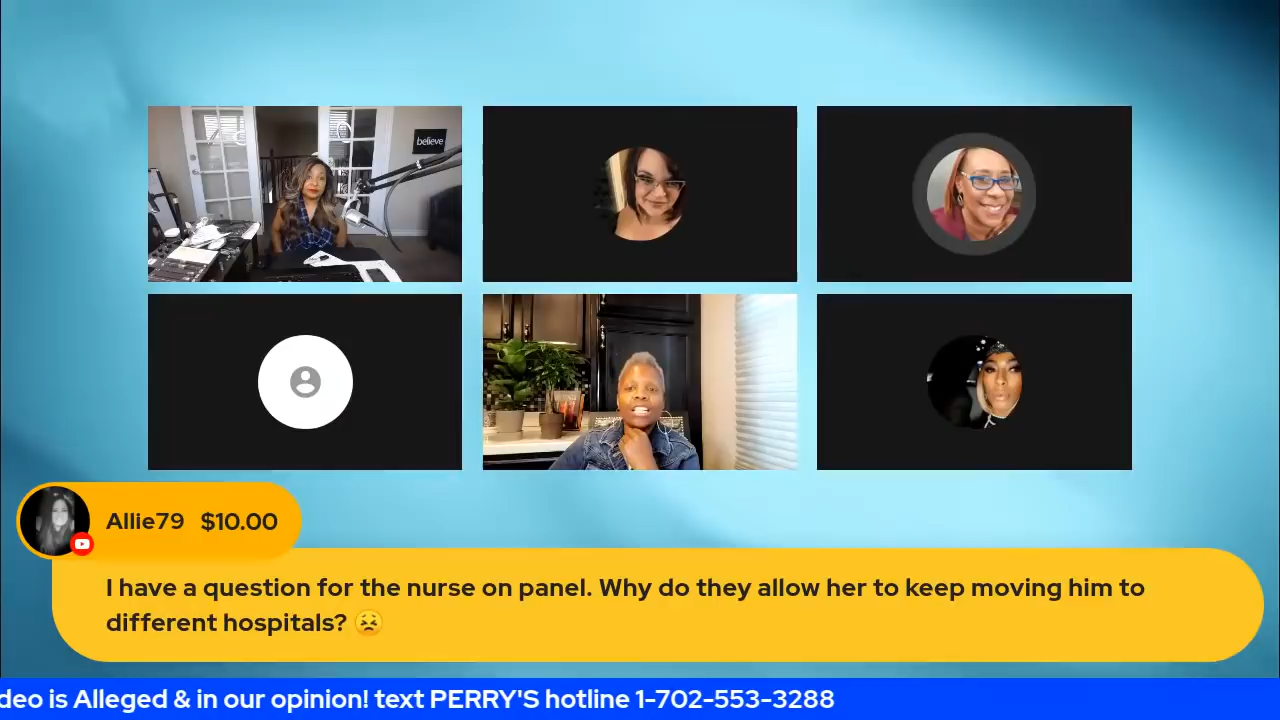 believe
Allie79 $10.00
I have a question for the nurse on panel. Why do they allow her to keep moving him to
different hospitals? 😣
deo is Alleged & in our opinion! text PERRY'S hotline 1-702-553-3288